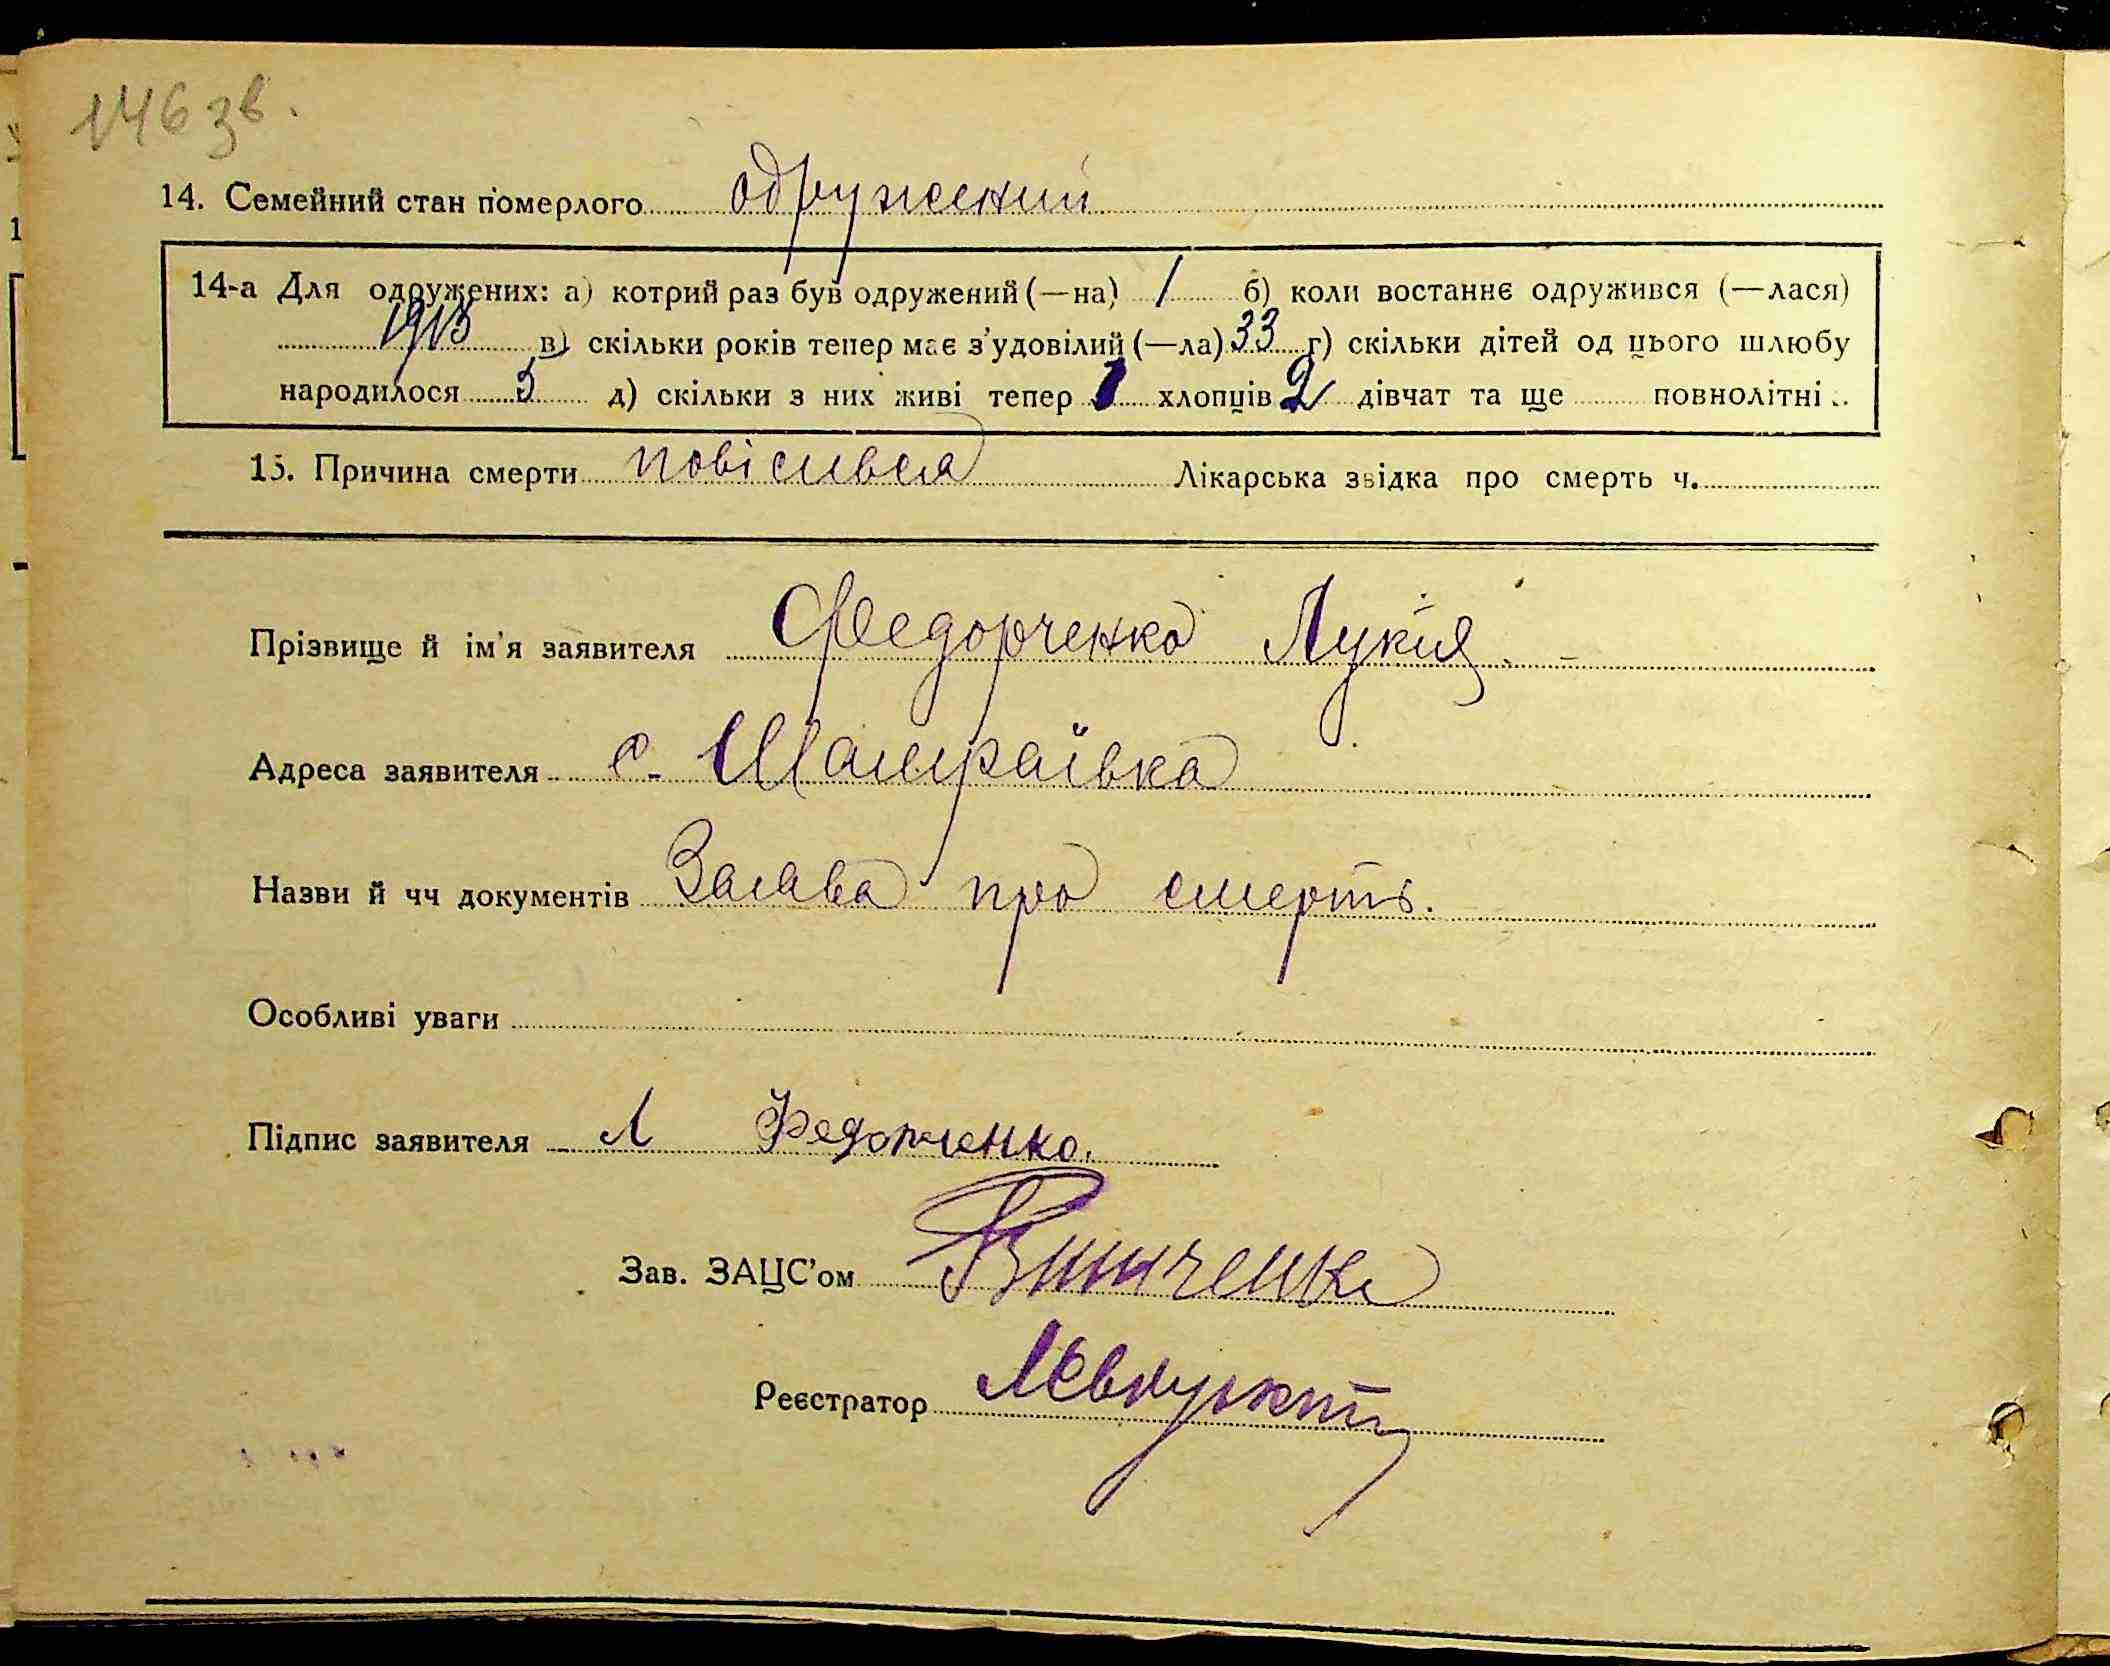 146 зв.
14. Семейний стан померлого одружений
14-а Для одружених: а) котрий раз був одружений (—на) 1 б) коли востаннє одружився (—лася)
1913 в) скільки років тепер має з'удовілий (—ла) 33 г) скільки дітей од цього шлюбу
народилося 5 д) скільки з них живі тепер 1 хлопців 2 дівчат та ще повнолітні
15. Причина смерти повісився Лікарська звідка про смерть ч.
Прізвище й ім'я заявителя Федорченко Лукія
Адреса заявителя с. Шамраївка
Назви й чч документів Заява про смерть.
Особливі уваги
Підпис заявителя Л Федорченко.
Зав. ЗАЦС'ом Винниченко
Реєстратор